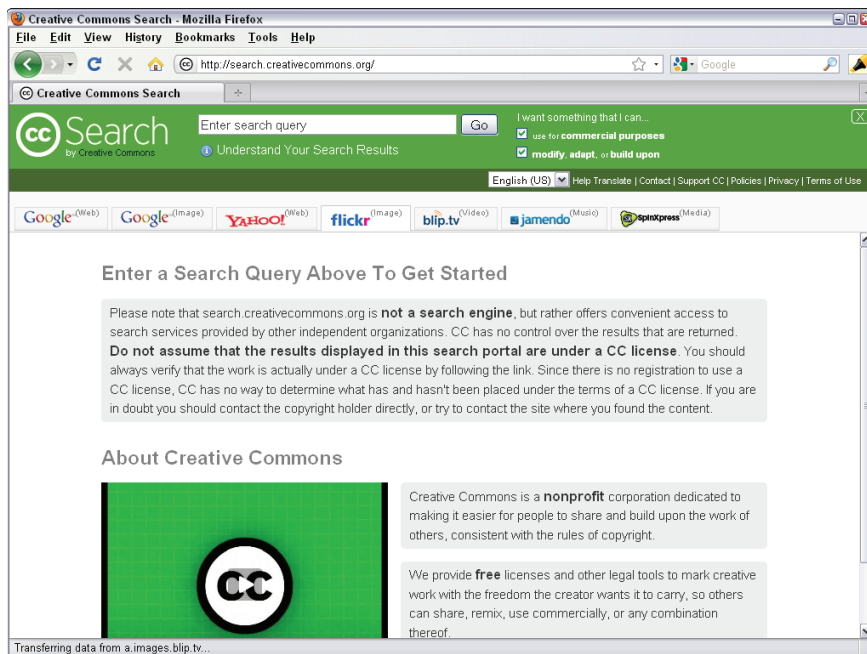 Creative Commons Search - Mozilla Firefox
File Edit View History Bookmarks Tools Help
http://search.creativecommons.org/
Google
Creative Commons Search
cc Search
by Creative Commons
Enter search query
Go
Understand Your Search Results
I want something that I can...
use for commercial purposes
modify, adapt, or build upon
English (US) Help Translate | Contact | Support CC | Policies | Privacy | Terms of Use
Google (Web) Google (Image) YAHOO! (Web) flickr (Image) blip.tv (Video) jamendo (Music) SpinXpress (Media)
Enter a Search Query Above To Get Started
Please note that search.creativecommons.org is not a search engine, but rather offers convenient access to
search services provided by other independent organizations. CC has no control over the results that are returned.
Do not assume that the results displayed in this search portal are under a CC license. You should
always verify that the work is actually under a CC license by following the link. Since there is no registration to use a
CC license, CC has no way to determine what has and hasn't been placed under the terms of a CC license. If you are
in doubt you should contact the copyright holder directly, or try to contact the site where you found the content.
About Creative Commons
cc
Creative Commons is a nonprofit corporation dedicated to
making it easier for people to share and build upon the work of
others, consistent with the rules of copyright.
We provide free licenses and other legal tools to mark creative
work with the freedom the creator wants it to carry, so others
can share, remix, use commercially, or any combination
thereof.
Transferring data from a.images.blip.tv...